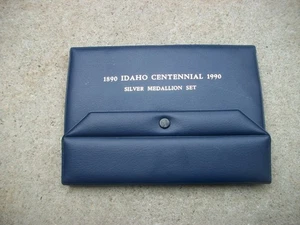 1890 IDAHO CENTENNIAL 1990
SILVER MEDALLION SET